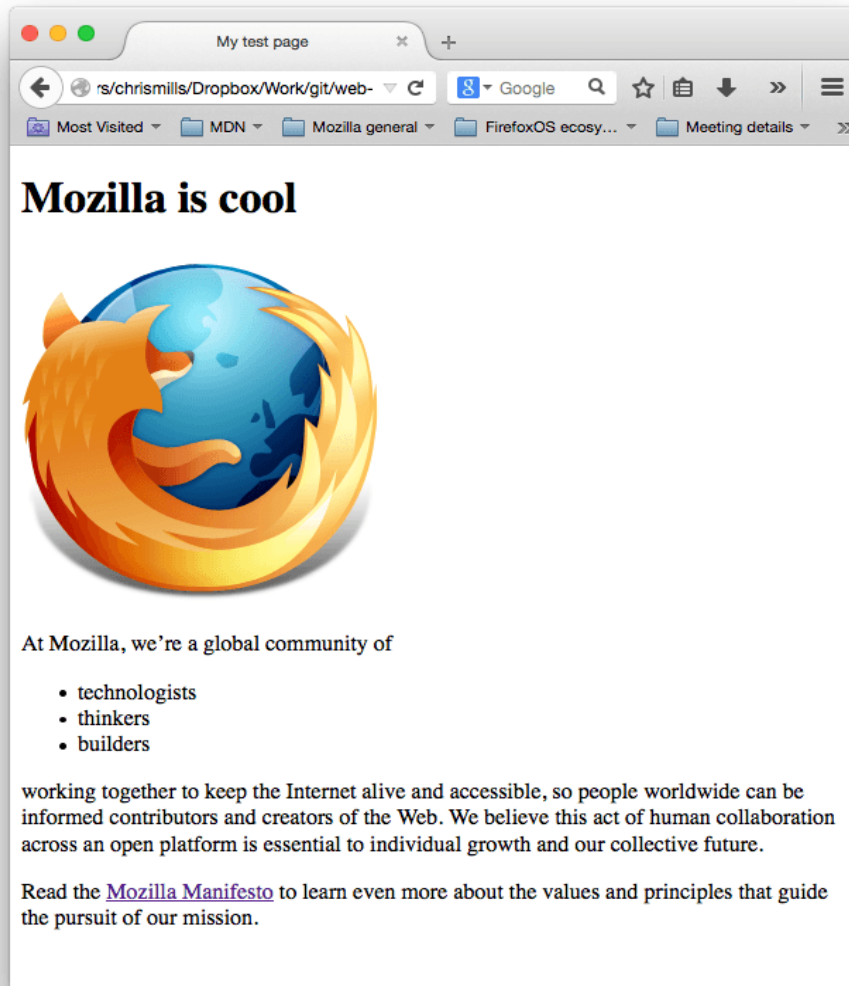 My test page
rs/chrismills/Dropbox/Work/git/web-
8 Google
Most Visited MDN Mozilla general FirefoxOS ecosy... Meeting details
Mozilla is cool
At Mozilla, we’re a global community of
• technologists
• thinkers
• builders
working together to keep the Internet alive and accessible, so people worldwide can be
informed contributors and creators of the Web. We believe this act of human collaboration
across an open platform is essential to individual growth and our collective future.
Read the Mozilla Manifesto to learn even more about the values and principles that guide
the pursuit of our mission.